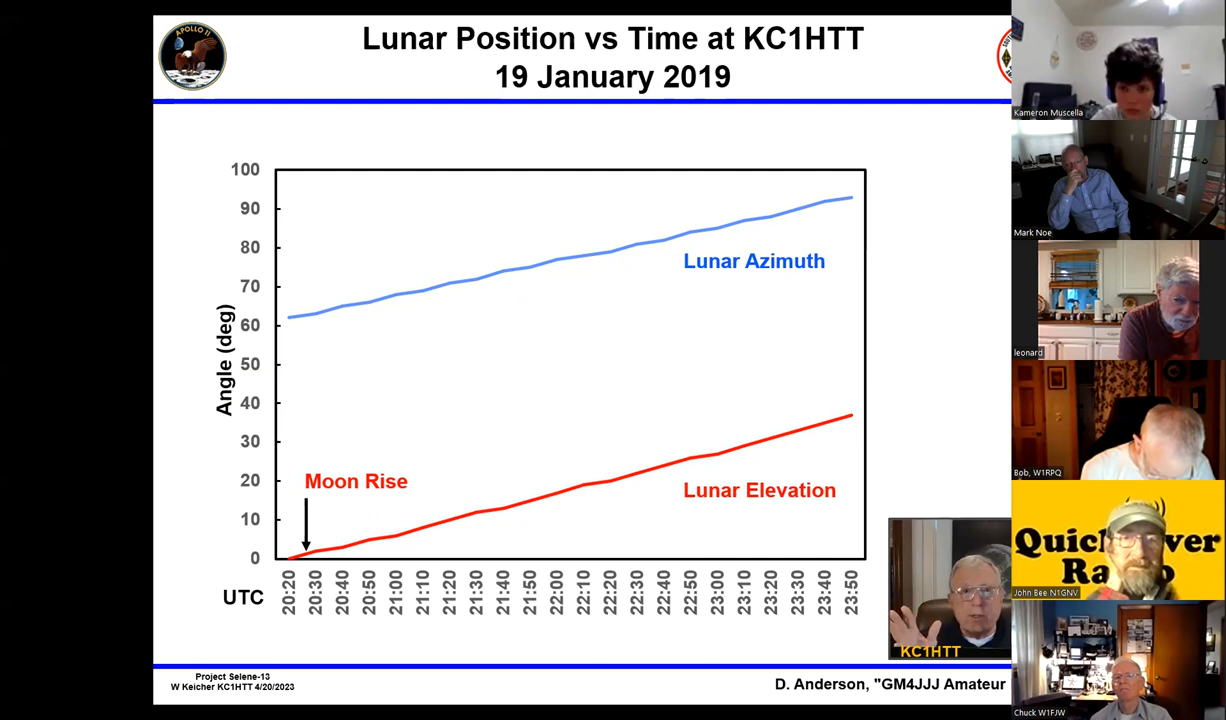 APOLLO 11
Lunar Position vs Time at KC1HTT
19 January 2019
100
90
80
70
60
50
40
30
20
10
0
Angle (deg)
Lunar Azimuth
Moon Rise
Lunar Elevation
UTC
20:20
20:30
20:40
20:50
21:00
21:10
21:20
21:30
21:40
21:50
22:00
22:10
22:20
22:30
22:40
22:50
23:00
23:10
23:20
23:30
23:40
23:50
KC1HTT
Project Selene-13
W Keicher KC1HTT 4/20/2023
D. Anderson, "GM4JJJ Amateur
Kameron Muscella
Mark Noe
leonard
Bob, W1RPQ
John Bee N1GNV
Chuck W1FJW